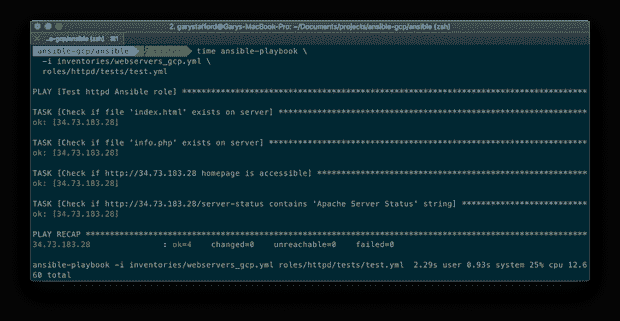 2. garystafford@Garys-MacBook-Pro: ~/Documents/projects/ansible-gcp/ansible (zsh)
..e-gcp/ansible (zsh)
ansible-gcp/ansible time ansible-playbook \
-i inventories/webservers_gcp.yml \
roles/httpd/tests/test.yml
PLAY [Test httpd Ansible role] ******************************************************************************************
TASK [Check if file 'index.html' exists on server] ************************************************************
ok: [34.73.183.28]
TASK [Check if file 'info.php' exists on server] **************************************************************
ok: [34.73.183.28]
TASK [Check if http://34.73.183.28 homepage is accessible] ******************************************************
ok: [34.73.183.28]
TASK [Check if http://34.73.183.28/server-status contains 'Apache Server Status' string] *************************
ok: [34.73.183.28]
PLAY RECAP **************************************************************************************************
34.73.183.28 : ok=4 changed=0 unreachable=0 failed=0
ansible-playbook -i inventories/webservers_gcp.yml roles/httpd/tests/test.yml 2.29s user 0.93s system 25% cpu 12.6
60 total